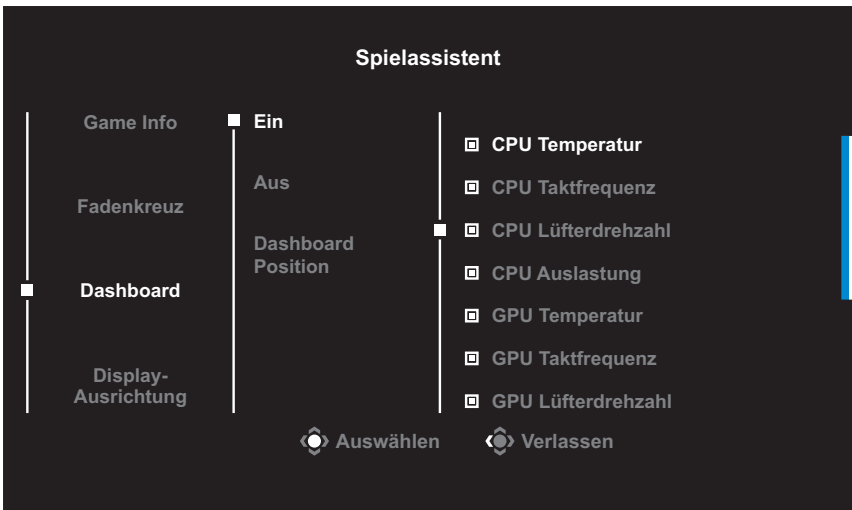 Spielassistent
Game Info
Fadenkreuz
Dashboard
Display-
Ausrichtung
Ein
Aus
Dashboard
Position
CPU Temperatur
CPU Taktfrequenz
CPU Lüfterdrehzahl
CPU Auslastung
GPU Temperatur
GPU Taktfrequenz
GPU Lüfterdrehzahl
Auswählen Verlassen